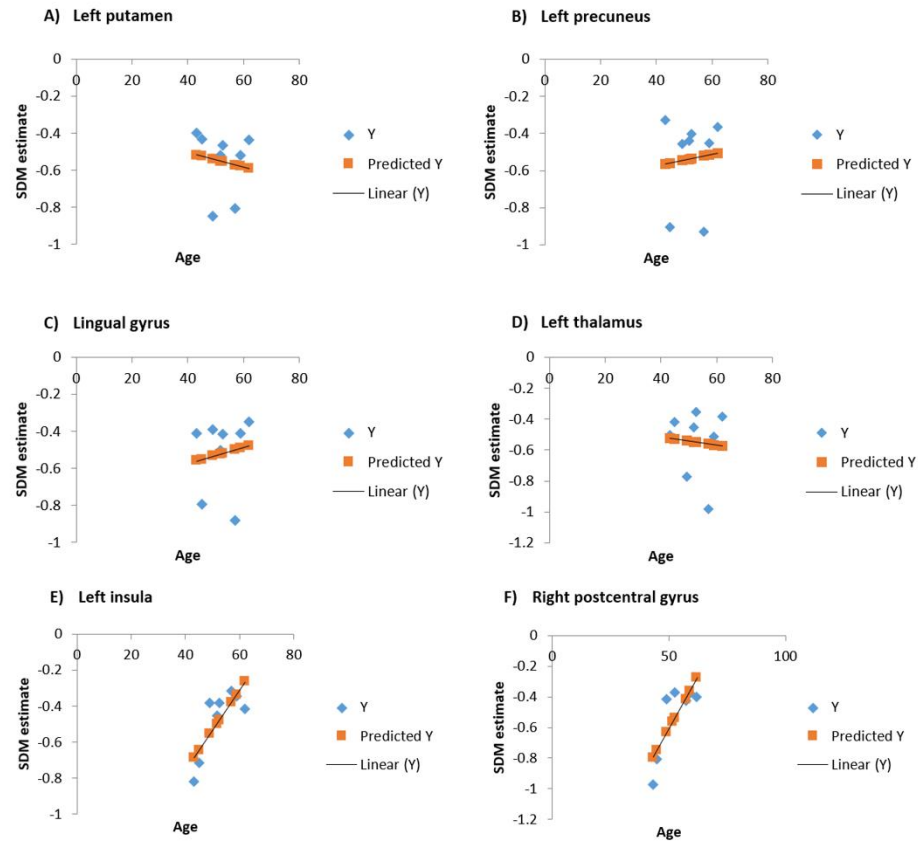 A) Left putamen
0
0 20 40 60 80
-0.2
-0.4
-0.6
-0.8
-1
SDM estimate
Age
Y
Predicted Y
Linear (Y)
B) Left precuneus
0
0 20 40 60 80
-0.2
-0.4
-0.6
-0.8
-1
SDM estimate
Age
Y
Predicted Y
Linear (Y)
C) Lingual gyrus
0
0 20 40 60 80
-0.2
-0.4
-0.6
-0.8
-1
SDM estimate
Age
Y
Predicted Y
Linear (Y)
D) Left thalamus
0
0 20 40 60 80
-0.2
-0.4
-0.6
-0.8
-1
-1.2
SDM estimate
Age
Y
Predicted Y
Linear (Y)
E) Left insula
0
0 20 40 60 80
-0.2
-0.4
-0.6
-0.8
-1
SDM estimate
Age
Y
Predicted Y
Linear (Y)
F) Right postcentral gyrus
0
0 50 100
-0.2
-0.4
-0.6
-0.8
-1
-1.2
SDM estimate
Age
Y
Predicted Y
Linear (Y)